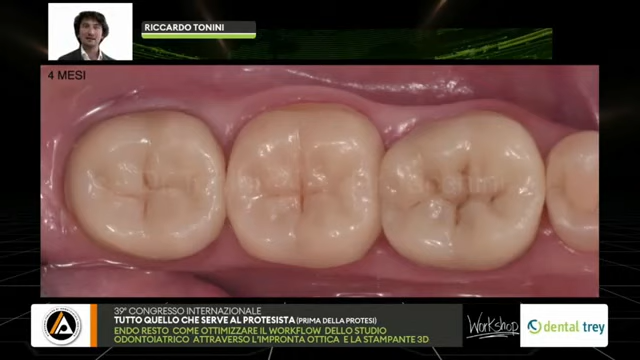 RICCARDO TONINI
4 MESI
39° CONGRESSO INTERNAZIONALE
TUTTO QUELLO CHE SERVE AL PROTESISTA (PRIMA DELLA PROTESI)
ENDO RESTO COME OTTIMIZZARE IL WORKFLOW DELLO STUDIO
ODONTOIATRICO ATTRAVERSO L'IMPRONTA OTTICA E LA STAMPANTE 3D
Workshop
dental trey